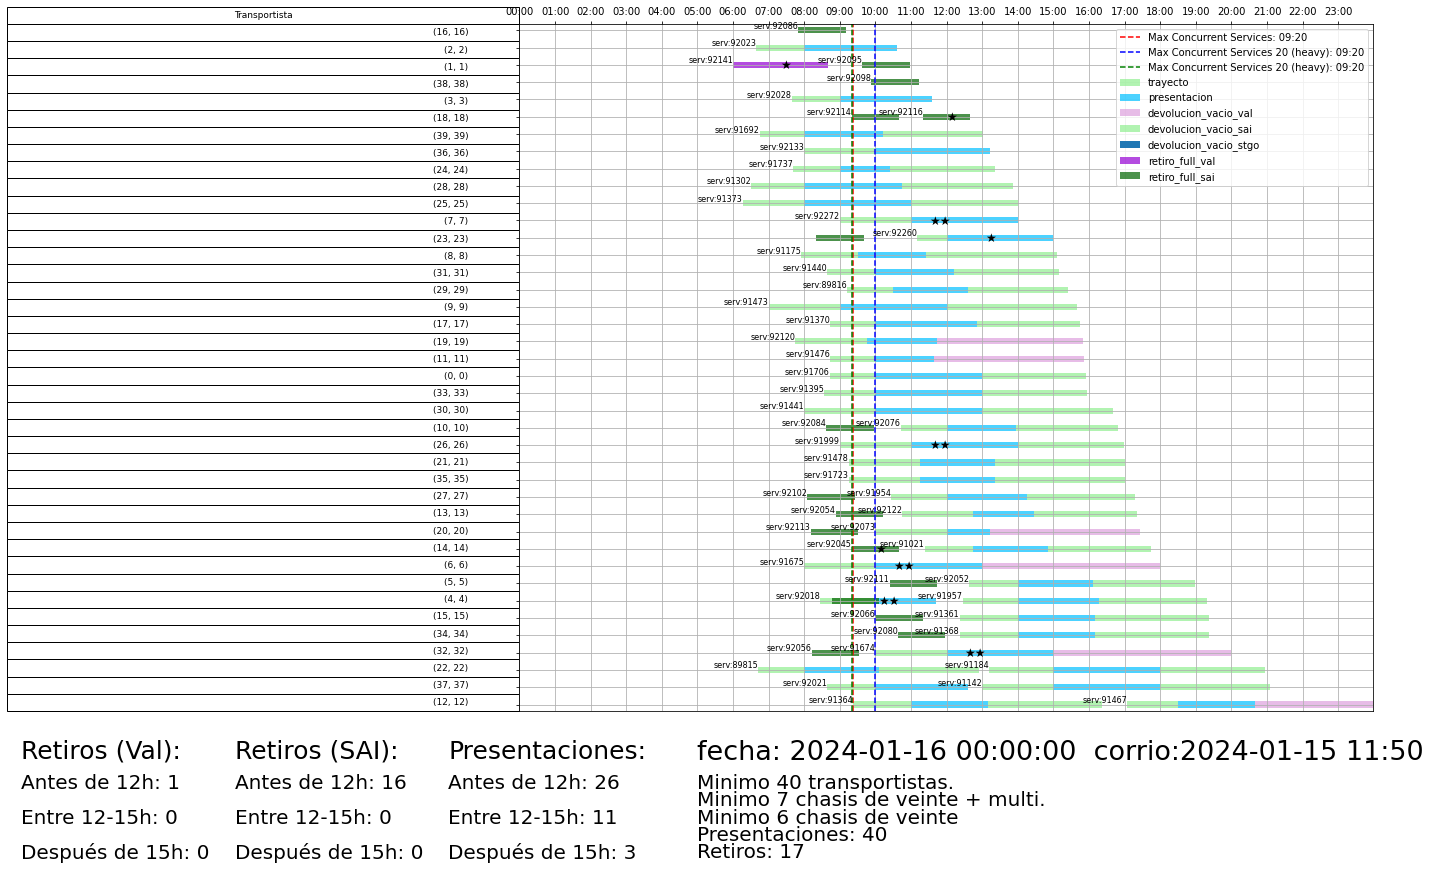 Transportista
00:00 01:00 02:00 03:00 04:00 05:00 06:00 07:00 08:00 09:00 10:00 11:00 12:00 13:00 14:00 15:00 16:00 17:00 18:00 19:00 20:00 21:00 22:00 23:00
(16, 16) serv:92086
(2, 2) serv:92023
(1, 1) serv:92141 serv:92095
(38, 38) serv:92098
(3, 3) serv:92028
(18, 18) serv:92114 serv:92116
(39, 39) serv:91692
(36, 36) serv:92133
(24, 24) serv:91737
(28, 28) serv:91302
(25, 25) serv:91373
(7, 7) serv:92272
(23, 23) serv:92260
(8, 8) serv:91175
(31, 31) serv:91440
(29, 29) serv:89816
(9, 9) serv:91473
(17, 17) serv:91370
(19, 19) serv:92120
(11, 11) serv:91476
(0, 0) serv:91706
(33, 33) serv:91395
(30, 30) serv:91441
(10, 10) serv:92084 serv:92076
(26, 26) serv:91999
(21, 21) serv:91478
(35, 35) serv:91723
(27, 27) serv:92102 serv:91954
(13, 13) serv:92054 serv:92122
(20, 20) serv:92113 serv:92073
(14, 14) serv:92045 serv:91021
(6, 6) serv:91675
(5, 5) serv:92111 serv:92052
(4, 4) serv:92018 serv:91957
(15, 15) serv:92066 serv:91361
(34, 34) serv:92080 serv:91368
(32, 32) serv:92056 serv:91674
(22, 22) serv:89815 serv:91184
(37, 37) serv:92021 serv:91142
(12, 12) serv:91364 serv:91467
Max Concurrent Services: 09:20
Max Concurrent Services 20 (heavy): 09:20
Max Concurrent Services 20 (heavy): 09:20
trayecto
presentacion
devolucion_vacio_val
devolucion_vacio_sai
devolucion_vacio_stgo
retiro_full_val
retiro_full_sai
Retiros (Val):
Antes de 12h: 1
Entre 12-15h: 0
Después de 15h: 0
Retiros (SAI):
Antes de 12h: 16
Entre 12-15h: 0
Después de 15h: 0
Presentaciones:
Antes de 12h: 26
Entre 12-15h: 11
Después de 15h: 3
fecha: 2024-01-16 00:00:00 corrio:2024-01-15 11:50
Minimo 40 transportistas.
Minimo 7 chasis de veinte + multi.
Minimo 6 chasis de veinte
Presentaciones: 40
Retiros: 17